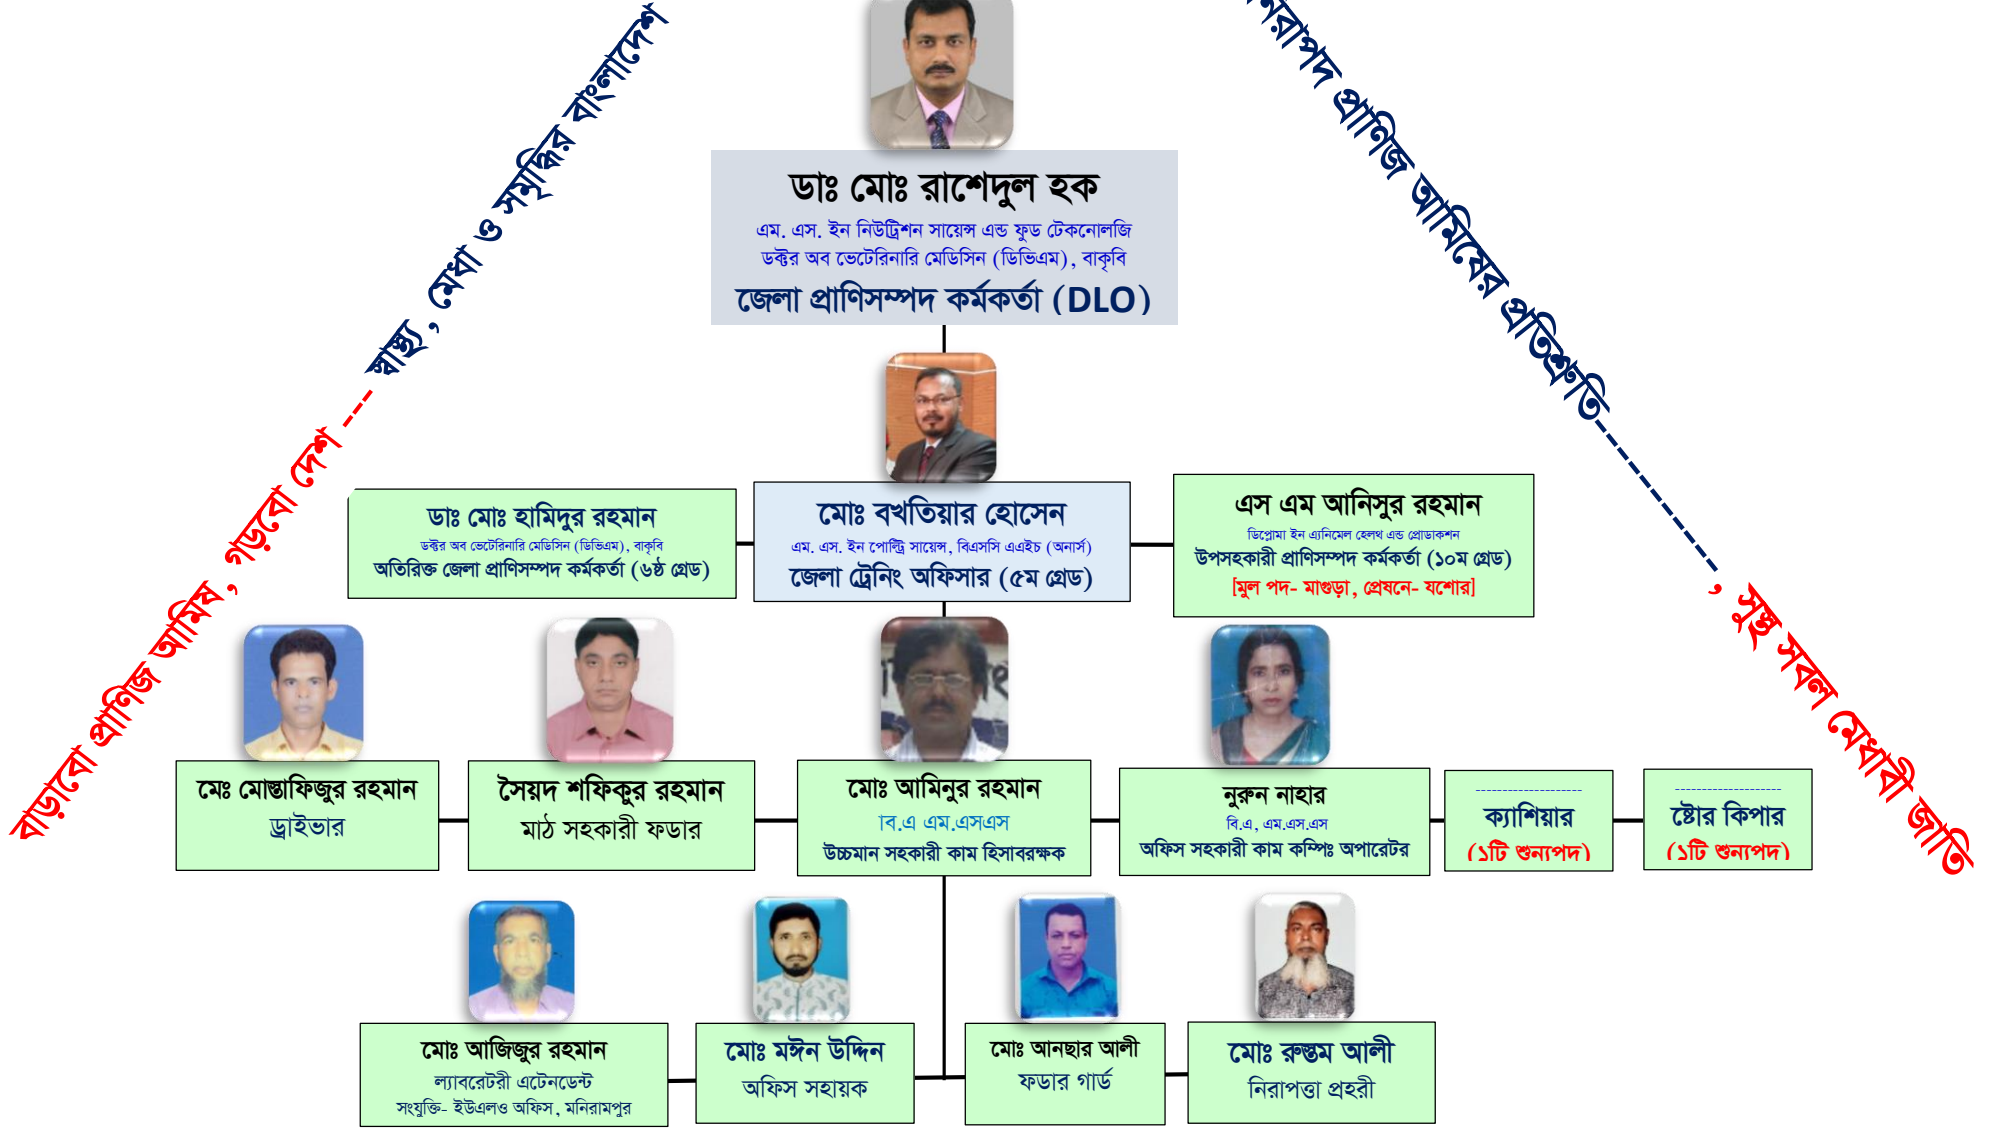 বাড়াবো প্রাণিজ আমিষ, গড়বো দেশ --- স্বাস্থ্য, মেধা ও সমৃদ্ধির বাংলাদেশ
নিরাপদ প্রাণিজ আমিষের প্রতিশ্রুতি----------------, সুস্থ সবল মেধাবী জাতি
ডাঃ মোঃ রাশেদুল হক
এম. এস. ইন নিউট্রিশন সায়েন্স এন্ড ফুড টেকনোলজি
ডক্টর অব ভেটেরিনারি মেডিসিন (ডিভিএম), বাকৃবি
জেলা প্রাণিসম্পদ কর্মকর্তা (DLO)
ডাঃ মোঃ হামিদুর রহমান
ডক্টর অব ভেটেরিনারি মেডিসিন (ডিভিএম), বাকৃবি
অতিরিক্ত জেলা প্রাণিসম্পদ কর্মকর্তা (৬ষ্ঠ গ্রেড)
মোঃ বখতিয়ার হোসেন
এম. এস. ইন পোল্ট্রি সায়েন্স, বিএসসি এএইচ (অনার্স)
জেলা ট্রেনিং অফিসার (৫ম গ্রেড)
এস এম আনিসুর রহমান
ডিপ্লোমা ইন এ্যনিমেল হেলথ এন্ড প্রোডাকশন
উপসহকারী প্রাণিসম্পদ কর্মকর্তা (১০ম গ্রেড)
[মুল পদ- মাগুড়া, প্রেষনে- যশোর]
মেঃ মোস্তাফিজুর রহমান
ড্রাইভার
সৈয়দ শফিকুর রহমান
মাঠ সহকারী ফডার
মোঃ আমিনুর রহমান
বি.এ এম.এসএস
উচ্চমান সহকারী কাম হিসাবরক্ষক
নুরুন নাহার
বি.এ, এম.এস.এস
অফিস সহকারী কাম কম্পিঃ অপারেটর
--------------------
ক্যাশিয়ার
(১টি শুন্যপদ)
--------------------
ষ্টোর কিপার
(১টি শুন্যপদ)
মোঃ আজিজুর রহমান
ল্যাবরেটরী এটেনডেন্ট
সংযুক্তি- ইউএলও অফিস, মনিরামপুর
মোঃ মঈন উদ্দিন
অফিস সহায়ক
মোঃ আনছার আলী
ফডার গার্ড
মোঃ রুস্তম আলী
নিরাপত্তা প্রহরী